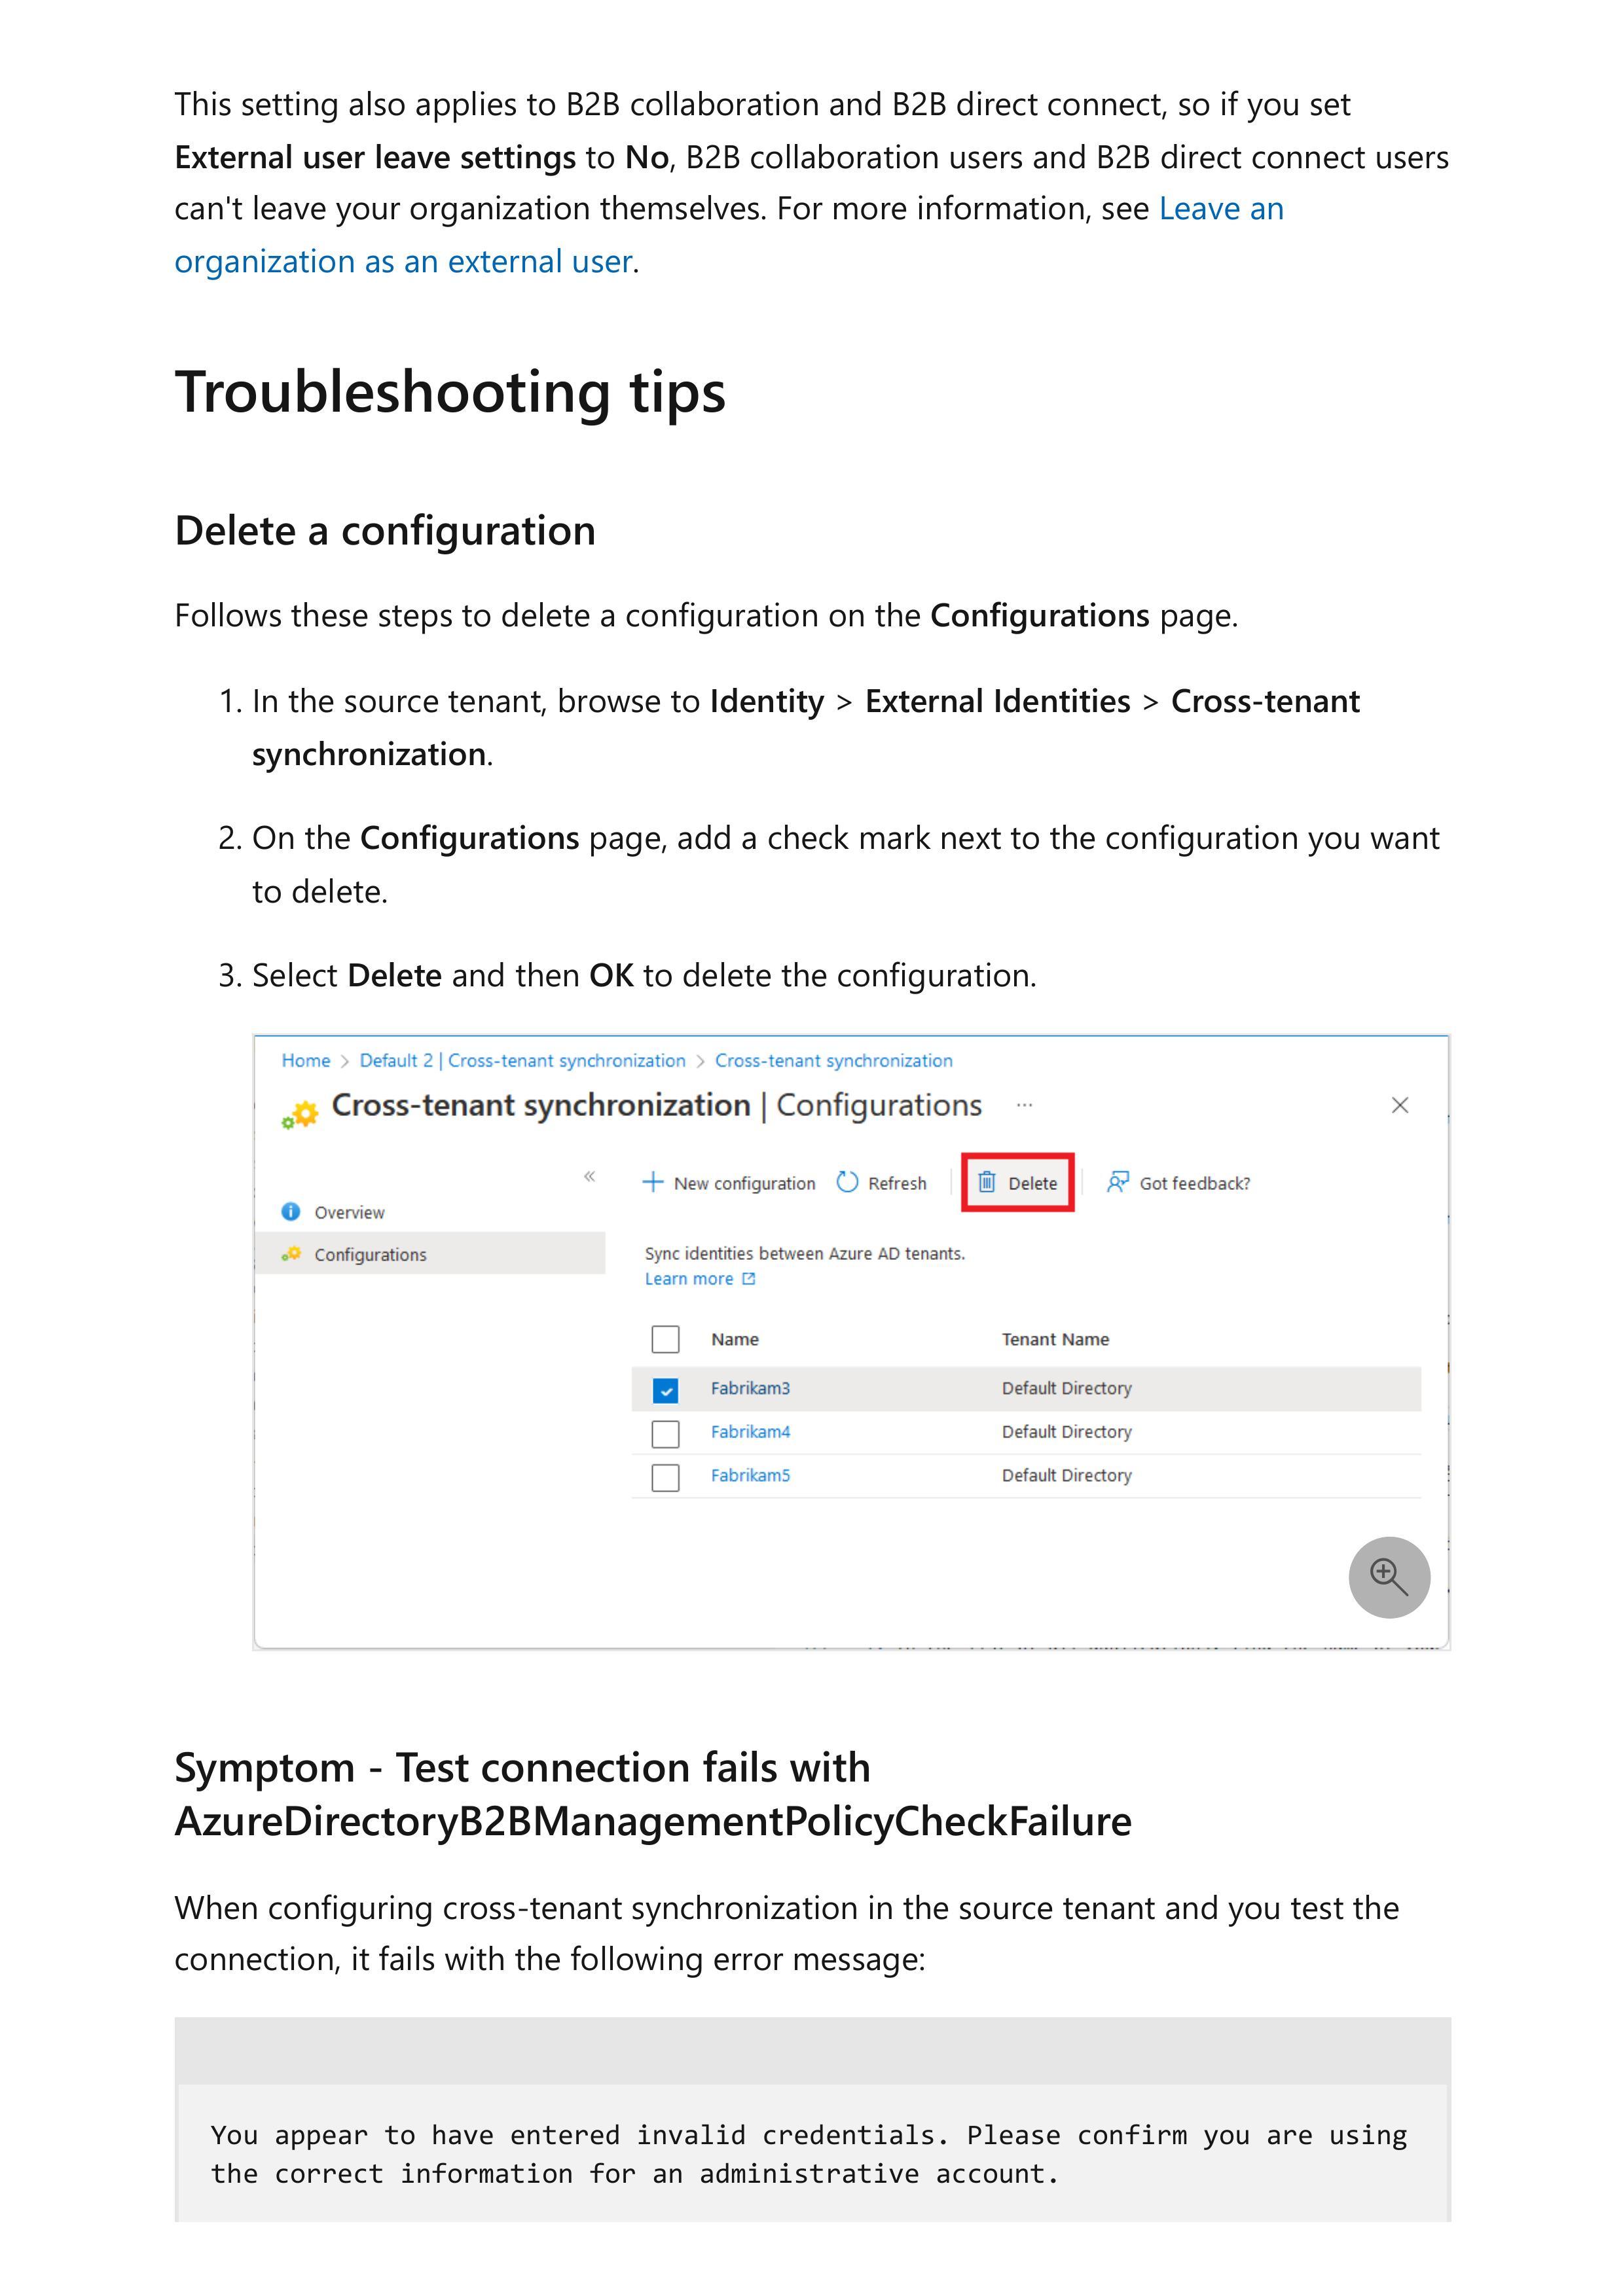 This setting also applies to B2B collaboration and B2B direct connect, so if you set
External user leave settings to No, B2B collaboration users and B2B direct connect users
can't leave your organization themselves. For more information, see Leave an
organization as an external user.
Troubleshooting tips
Delete a configuration
Follows these steps to delete a configuration on the Configurations page.
1. In the source tenant, browse to Identity > External Identities > Cross-tenant
synchronization.
2. On the Configurations page, add a check mark next to the configuration you want
to delete.
3. Select Delete and then OK to delete the configuration.
Home > Default 2 | Cross-tenant synchronization > Cross-tenant synchronization
Cross-tenant synchronization | Configurations ...
« + New configuration Refresh Delete Got feedback?
Overview
Configurations
Sync identities between Azure AD tenants.
Learn more
Name Tenant Name
Fabrikam3 Default Directory
Fabrikam4 Default Directory
Fabrikam5 Default Directory
Symptom - Test connection fails with
AzureDirectoryB2BManagementPolicyCheckFailure
When configuring cross-tenant synchronization in the source tenant and you test the
connection, it fails with the following error message:
You appear to have entered invalid credentials. Please confirm you are using
the correct information for an administrative account.